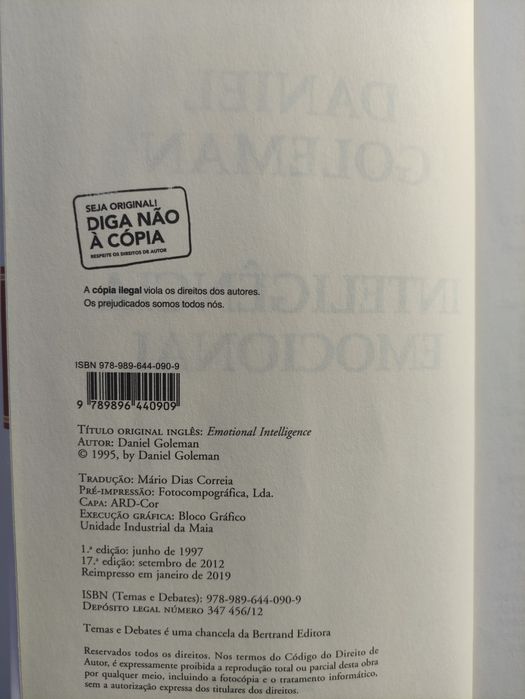 DANIEL
GOLEMAN
SEJA ORIGINAL!
DIGA NÃO
À CÓPIA
RESPEITE OS DIREITOS DE AUTOR
A cópia ilegal viola os direitos dos autores.
Os prejudicados somos todos nós.
INTELIGÊNCIA
EMOCIONAL
ISBN 978-989-644-090-9
9 789896 440909
TÍTULO ORIGINAL INGLÊS: Emotional Intelligence
AUTOR: Daniel Goleman
© 1995, by Daniel Goleman
TRADUÇÃO: Mário Dias Correia
PRÉ-IMPRESSÃO: Fotocompográfica, Lda.
CAPA: ARD-Cor
EXECUÇÃO GRÁFICA: Bloco Gráfico
Unidade Industrial da Maia
1.ª edição: junho de 1997
17.ª edição: setembro de 2012
Reimpresso em janeiro de 2019
ISBN (Temas e Debates): 978-989-644-090-9
DEPÓSITO LEGAL NÚMERO 347 456/12
Temas e Debates é uma chancela da Bertrand Editora
Reservados todos os direitos. Nos termos do Código do Direito de
Autor, é expressamente proibida a reprodução total ou parcial desta obra
por qualquer meio, incluindo a fotocópia e o tratamento informático,
sem a autorização expressa dos titulares dos direitos.